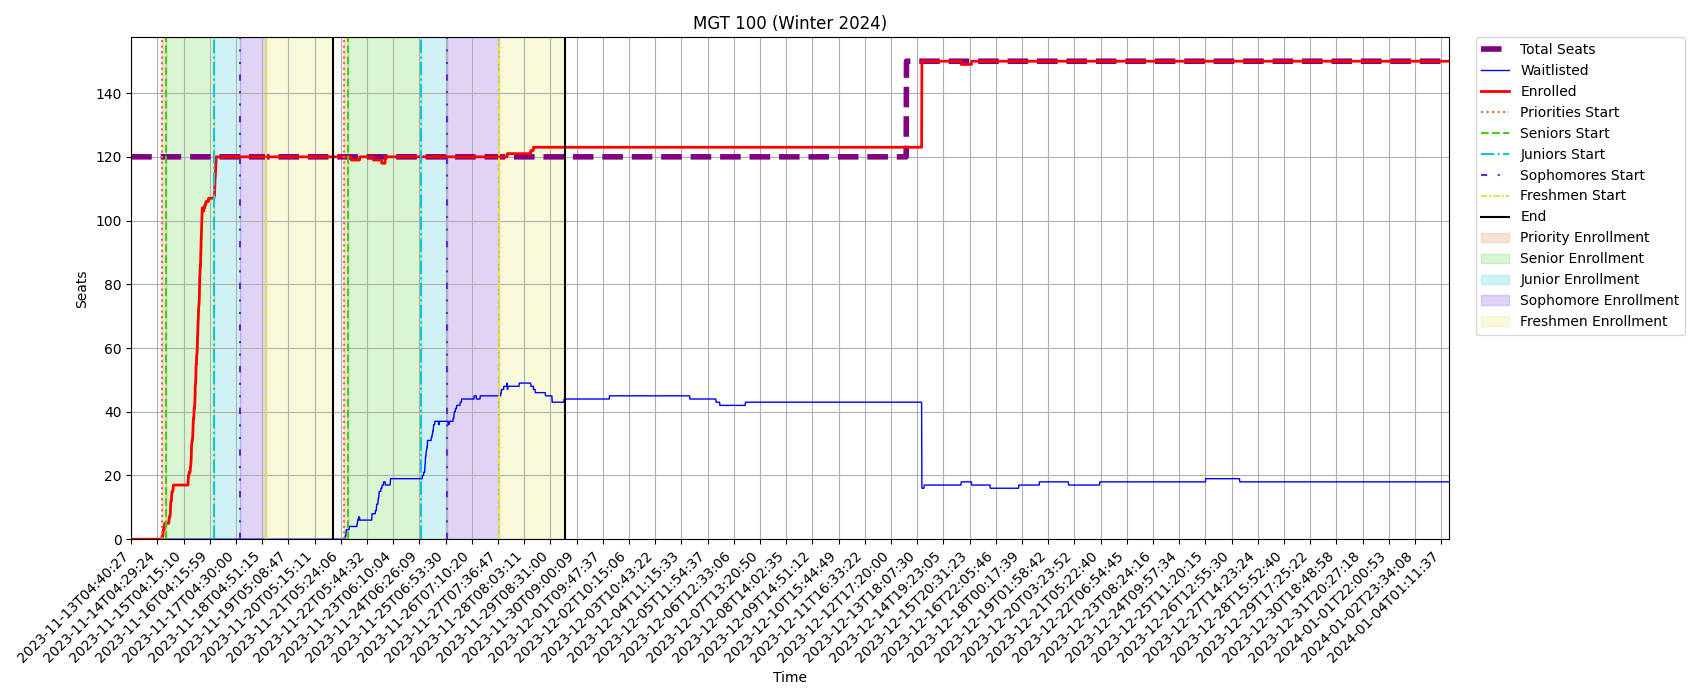 MGT 100 (Winter 2024)
Seats
140
120
100
80
60
40
20
0
2023-11-13T04:40:27
2023-11-14T04:29:24
2023-11-15T04:15:10
2023-11-16T04:15:59
2023-11-17T04:30:00
2023-11-18T04:51:15
2023-11-19T05:08:47
2023-11-20T05:15:11
2023-11-21T05:24:06
2023-11-22T05:44:32
2023-11-23T06:10:04
2023-11-24T06:26:09
2023-11-25T06:53:30
2023-11-26T07:10:20
2023-11-27T07:36:47
2023-11-28T08:03:11
2023-11-29T08:31:00
2023-11-30T09:00:09
2023-12-01T09:47:37
2023-12-02T10:15:06
2023-12-03T10:43:22
2023-12-04T11:15:33
2023-12-05T11:54:37
2023-12-06T12:33:06
2023-12-07T13:20:50
2023-12-08T14:02:35
2023-12-09T14:51:12
2023-12-10T15:44:49
2023-12-11T16:33:22
2023-12-12T17:20:00
2023-12-13T18:07:30
2023-12-14T19:23:05
2023-12-15T20:31:23
2023-12-16T22:05:46
2023-12-18T00:17:39
2023-12-19T01:58:42
2023-12-20T03:23:52
2023-12-21T05:22:40
2023-12-22T06:54:45
2023-12-23T08:24:16
2023-12-24T09:57:34
2023-12-25T11:20:15
2023-12-26T12:55:30
2023-12-27T14:23:24
2023-12-28T15:52:40
2023-12-29T17:25:22
2023-12-30T18:48:58
2023-12-31T20:27:18
2024-01-01T22:00:53
2024-01-02T23:34:08
2024-01-04T01:11:37
Time
Total Seats
Waitlisted
Enrolled
Priorities Start
Seniors Start
Juniors Start
Sophomores Start
Freshmen Start
End
Priority Enrollment
Senior Enrollment
Junior Enrollment
Sophomore Enrollment
Freshmen Enrollment